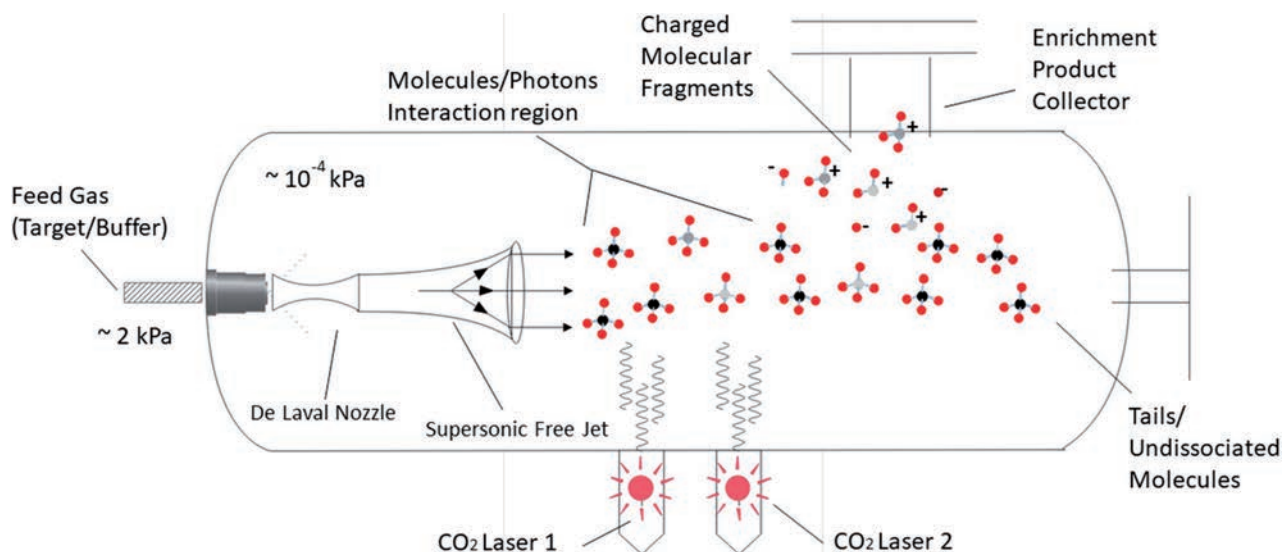 Charged
Molecular
Fragments
Enrichment
Product
Collector
Molecules/Photons
Interaction region
~ 10⁻⁴ kPa
Feed Gas
(Target/Buffer)
~ 2 kPa
De Laval Nozzle
Supersonic Free Jet
Tails/
Undissociated
Molecules
CO₂ Laser 1
CO₂ Laser 2
+
-
+
+
-
-
+